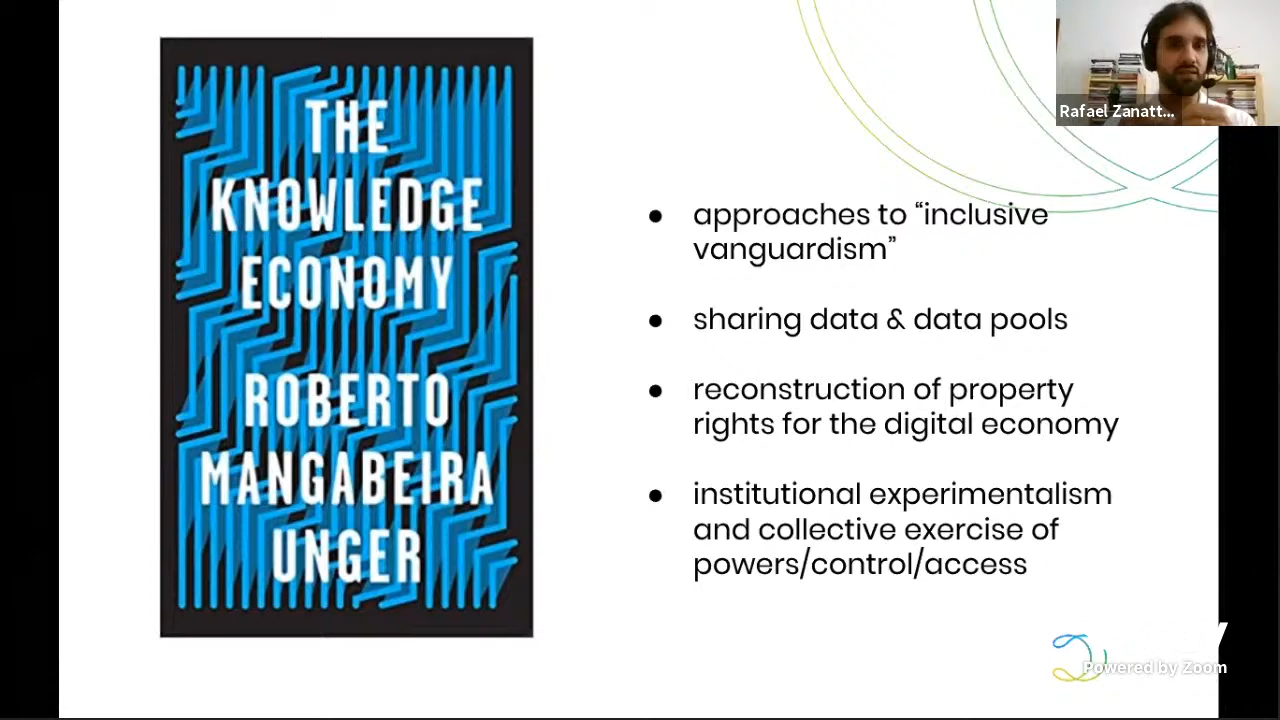 THE
KNOWLEDGE
ECONOMY
ROBERTO
MANGABEIRA
UNGER
Rafael Zanatt...
● approaches to “inclusive
vanguardism”
● sharing data & data pools
● reconstruction of property
rights for the digital economy
● institutional experimentalism
and collective exercise of
powers/control/access
Powered by Zoom